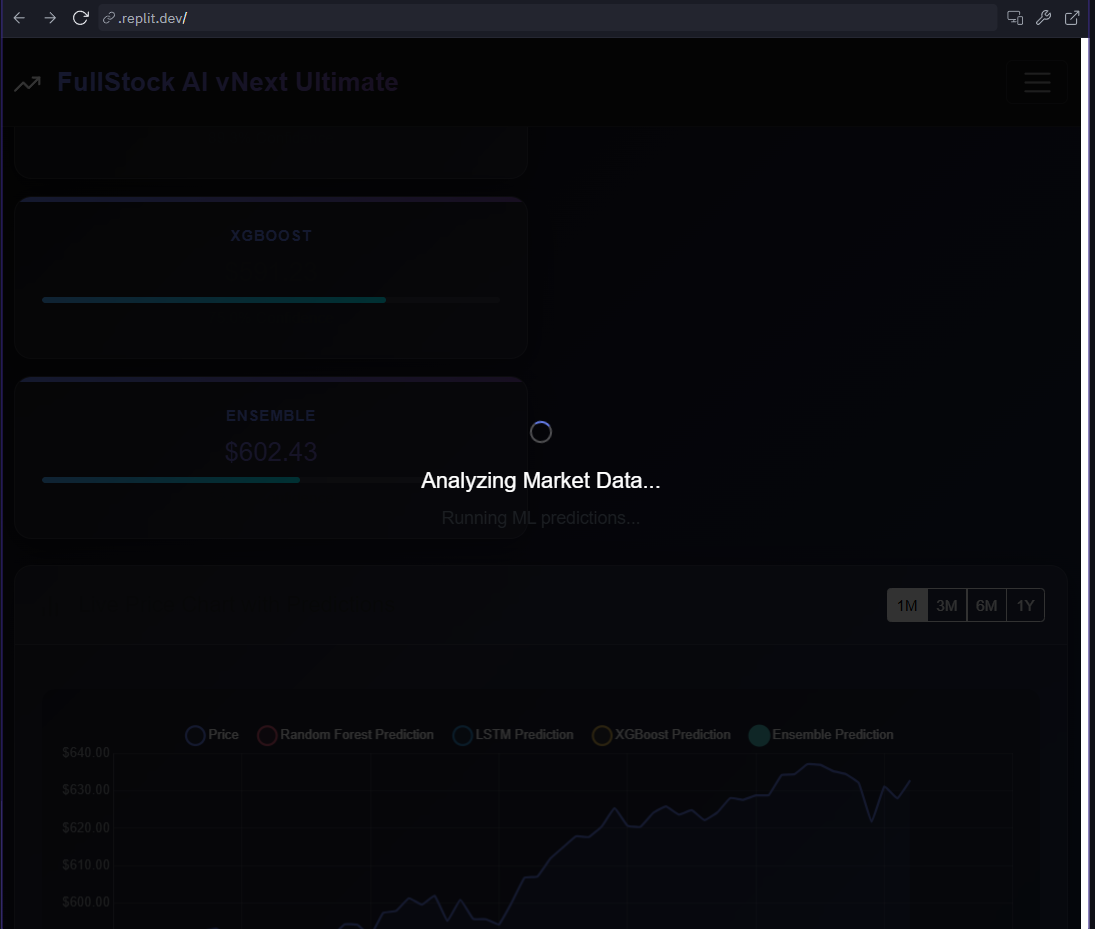 .replit.dev/
FullStock AI vNext Ultimate
XGBOOST
ENSEMBLE
$602.43
Analyzing Market Data...
Running ML predictions...
1M 3M 6M 1Y
Price Random Forest Prediction LSTM Prediction XGBoost Prediction Ensemble Prediction
$640.00
$630.00
$620.00
$610.00
$600.00